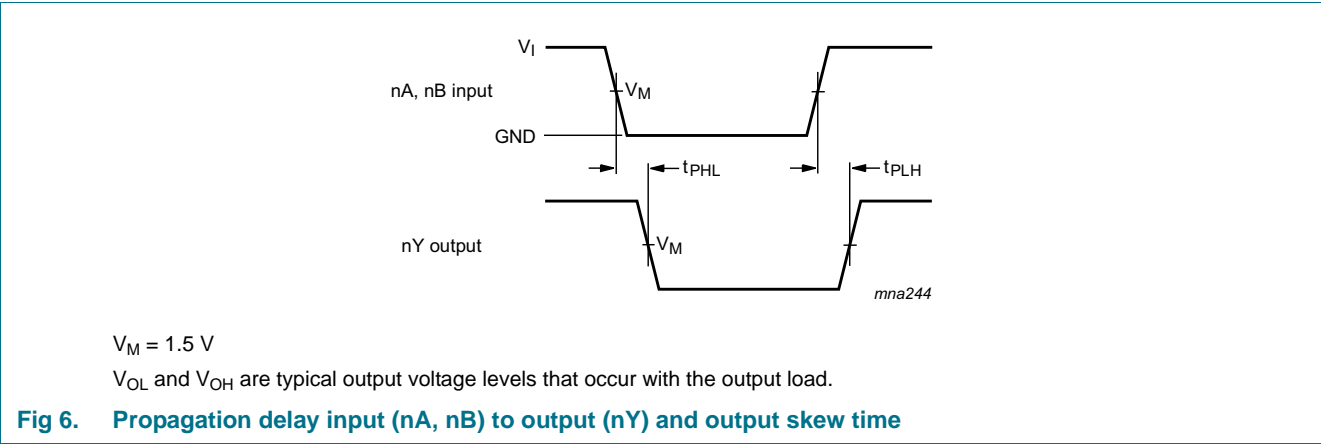 VI
nA, nB input
VM
GND
tPHL
tPLH
nY output
VM
mna244
VM = 1.5 V
VOL and VOH are typical output voltage levels that occur with the output load.
Fig 6. Propagation delay input (nA, nB) to output (nY) and output skew time